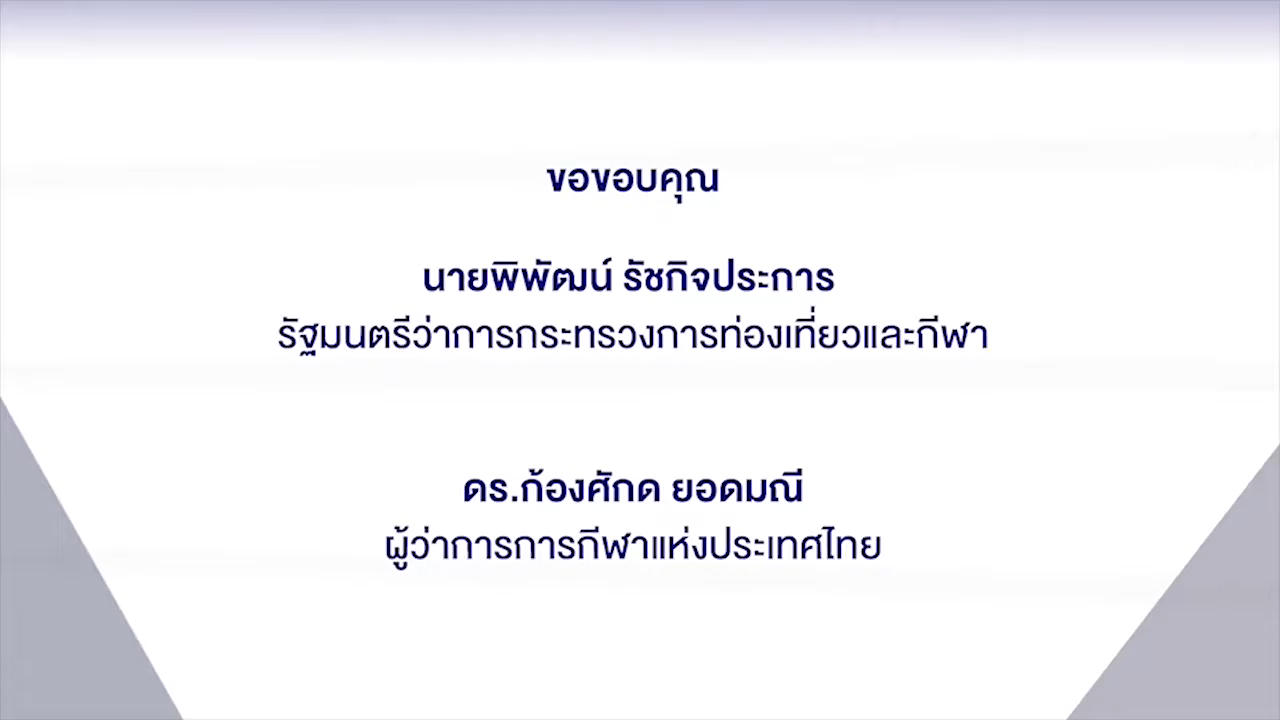 ขอขอบคุณ
นายพิพัฒน์ รัชกิจประการ
รัฐมนตรีว่าการกระทรวงการท่องเที่ยวและกีฬา
ดร.ก้องศักด ยอดมณี
ผู้ว่าการการกีฬาแห่งประเทศไทย